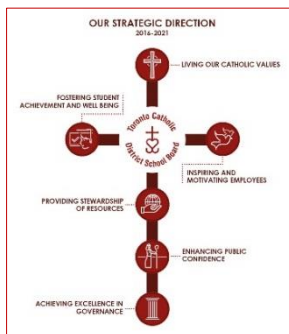 OUR STRATEGIC DIRECTION
2016-2021
LIVING OUR CATHOLIC VALUES
FOSTERING STUDENT
ACHIEVEMENT AND WELL BEING
Toronto Catholic
District School Board
INSPIRING AND
MOTIVATING EMPLOYEES
PROVIDING STEWARDSHIP
OF RESOURCES
ENHANCING PUBLIC
CONFIDENCE
ACHIEVING EXCELLENCE IN
GOVERNANCE